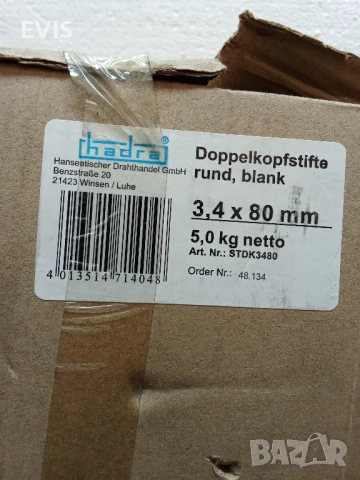 EVIS
hadra
Hanseatischer Drahthandel GmbH
Benzstraße 20
21423 Winsen / Luhe
4 013514 714048
Doppelkopfstifte
rund, blank
3,4 x 80 mm
5,0 kg netto
Art. Nr.: STDK3480
Order Nr.: 48.134
BAZAR